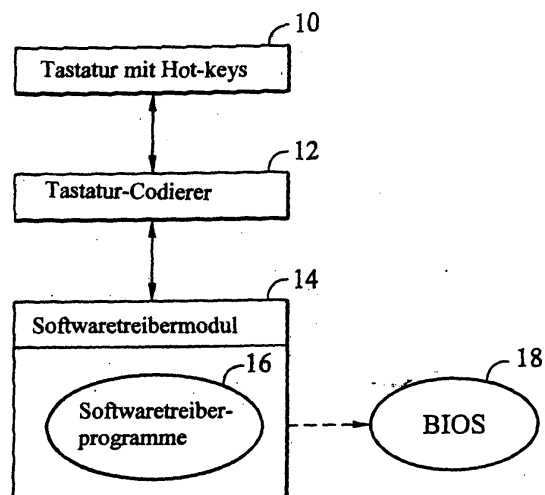 10
Tastatur mit Hot-keys
12
Tastatur-Codierer
14
Softwaretreibermodul
16
Softwaretreiber-
programme
18
BIOS